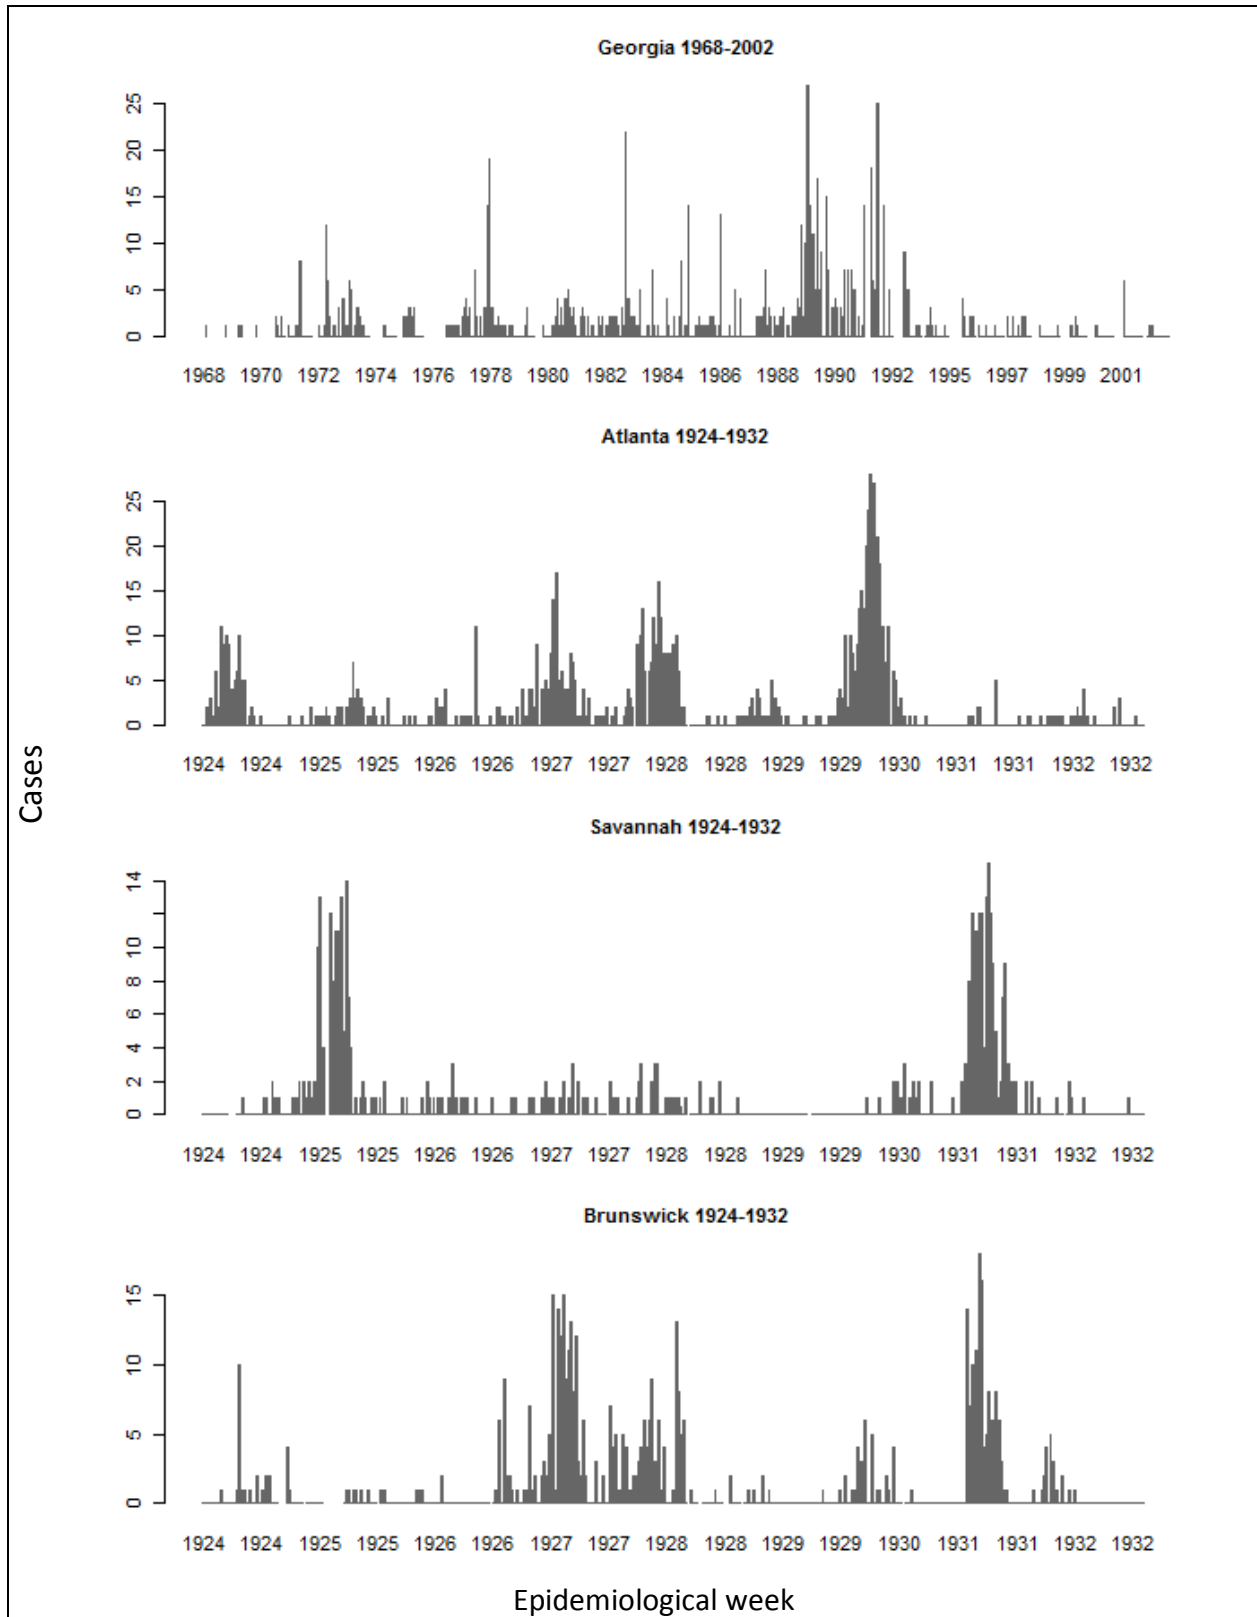 Georgia 1968-2002
25
20
15
10
5
0
1968 1970 1972 1974 1976 1978 1980 1982 1984 1986 1988 1990 1992 1995 1997 1999 2001
Atlanta 1924-1932
25
20
15
10
5
0
1924 1924 1925 1925 1926 1926 1927 1927 1928 1928 1929 1929 1930 1931 1931 1932 1932
Cases
Savannah 1924-1932
14
10
8
6
4
2
0
1924 1924 1925 1925 1926 1926 1927 1927 1928 1928 1929 1929 1930 1931 1931 1932 1932
Brunswick 1924-1932
15
10
5
0
1924 1924 1925 1925 1926 1926 1927 1927 1928 1928 1929 1929 1930 1931 1931 1932 1932
Epidemiological week